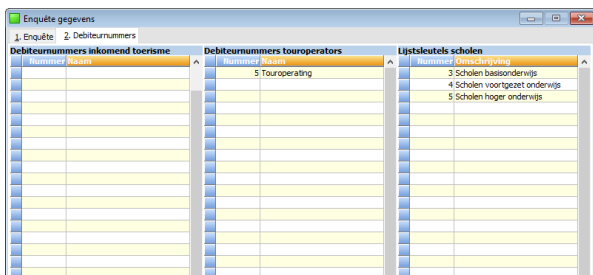 Enquête gegevens
1. Enquête 2. Debiteurnummers
Debiteurnummers inkomend toerisme Debiteurnummers touroperators Lijstsleutels scholen
Nummer Naam Nummer Naam Nummer Omschrijving
5 Touroperating 3 Scholen basisonderwijs
4 Scholen voortgezet onderwijs
5 Scholen hoger onderwijs